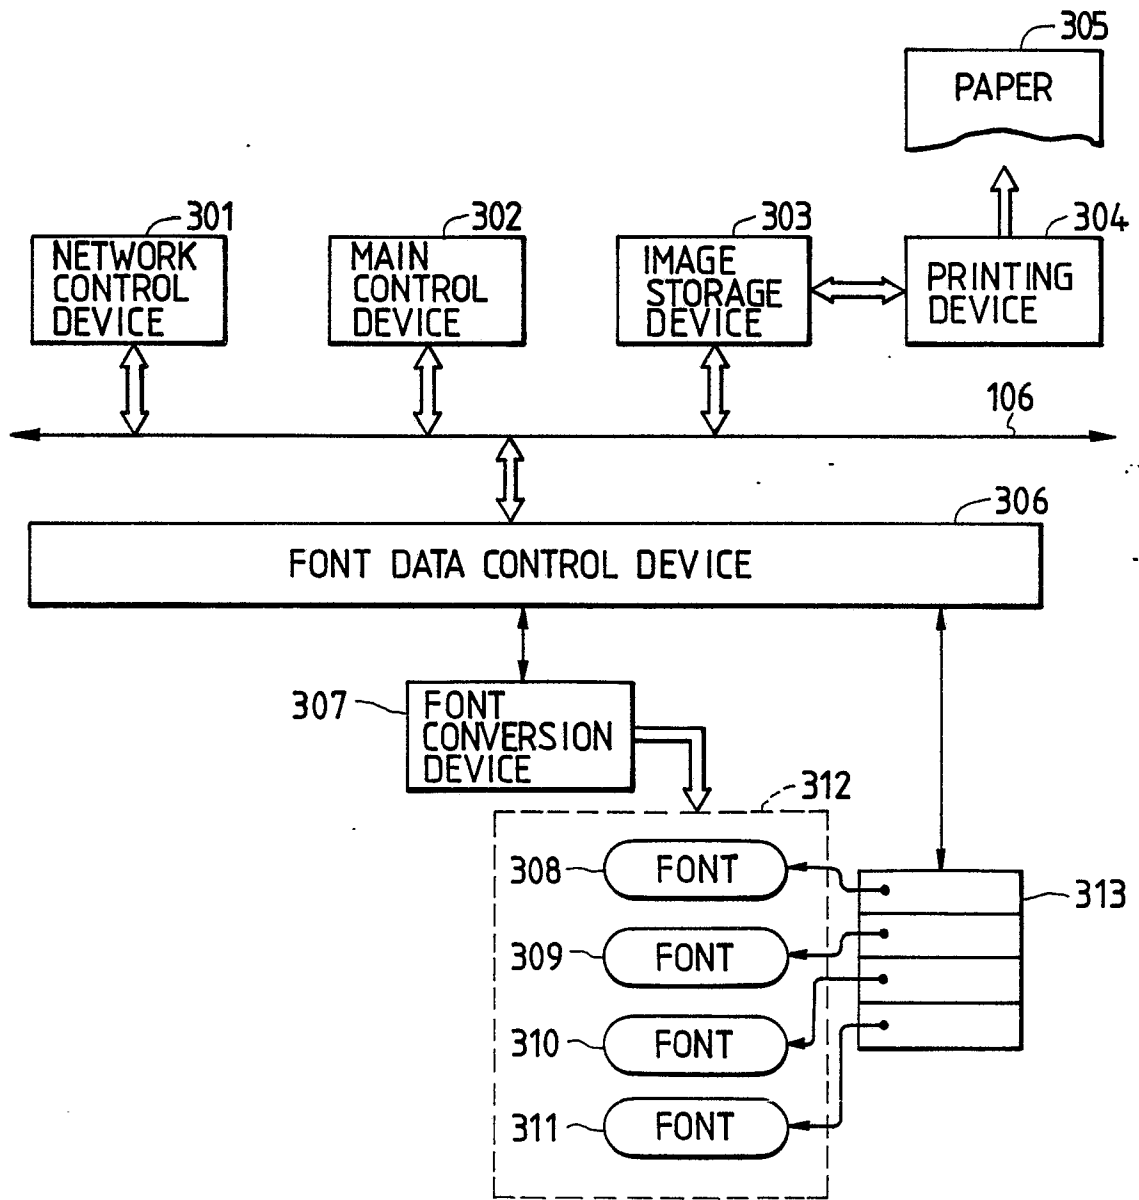 305
PAPER
301
302
303
304
NETWORK
CONTROL
DEVICE
MAIN
CONTROL
DEVICE
IMAGE
STORAGE
DEVICE
PRINTING
DEVICE
106
306
FONT DATA CONTROL DEVICE
307
FONT
CONVERSION
DEVICE
312
308
FONT
313
309
FONT
310
FONT
311
FONT